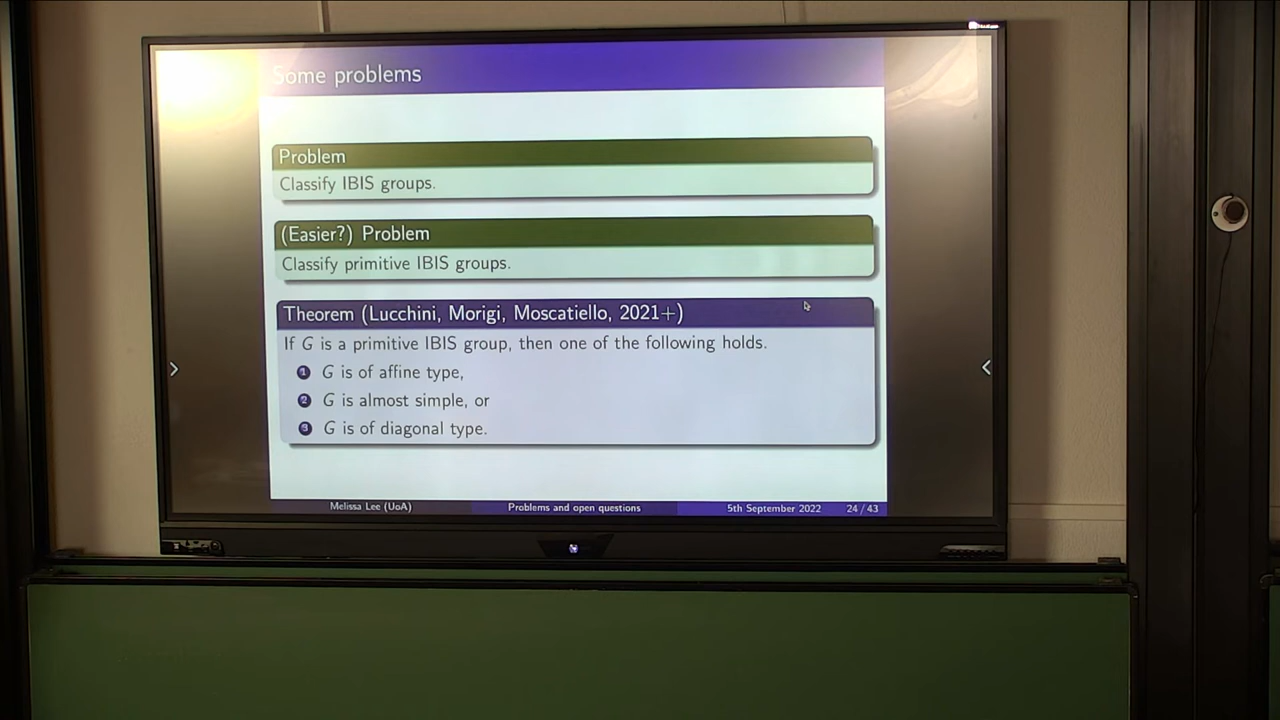 Some problems
Problem
Classify IBIS groups.
(Easier?) Problem
Classify primitive IBIS groups.
Theorem (Lucchini, Morigi, Moscatiello, 2021+)
If G is a primitive IBIS group, then one of the following holds.
1 G is of affine type,
2 G is almost simple, or
3 G is of diagonal type.
Melissa Lee (UoA) Problems and open questions 5th September 2022 24 / 43